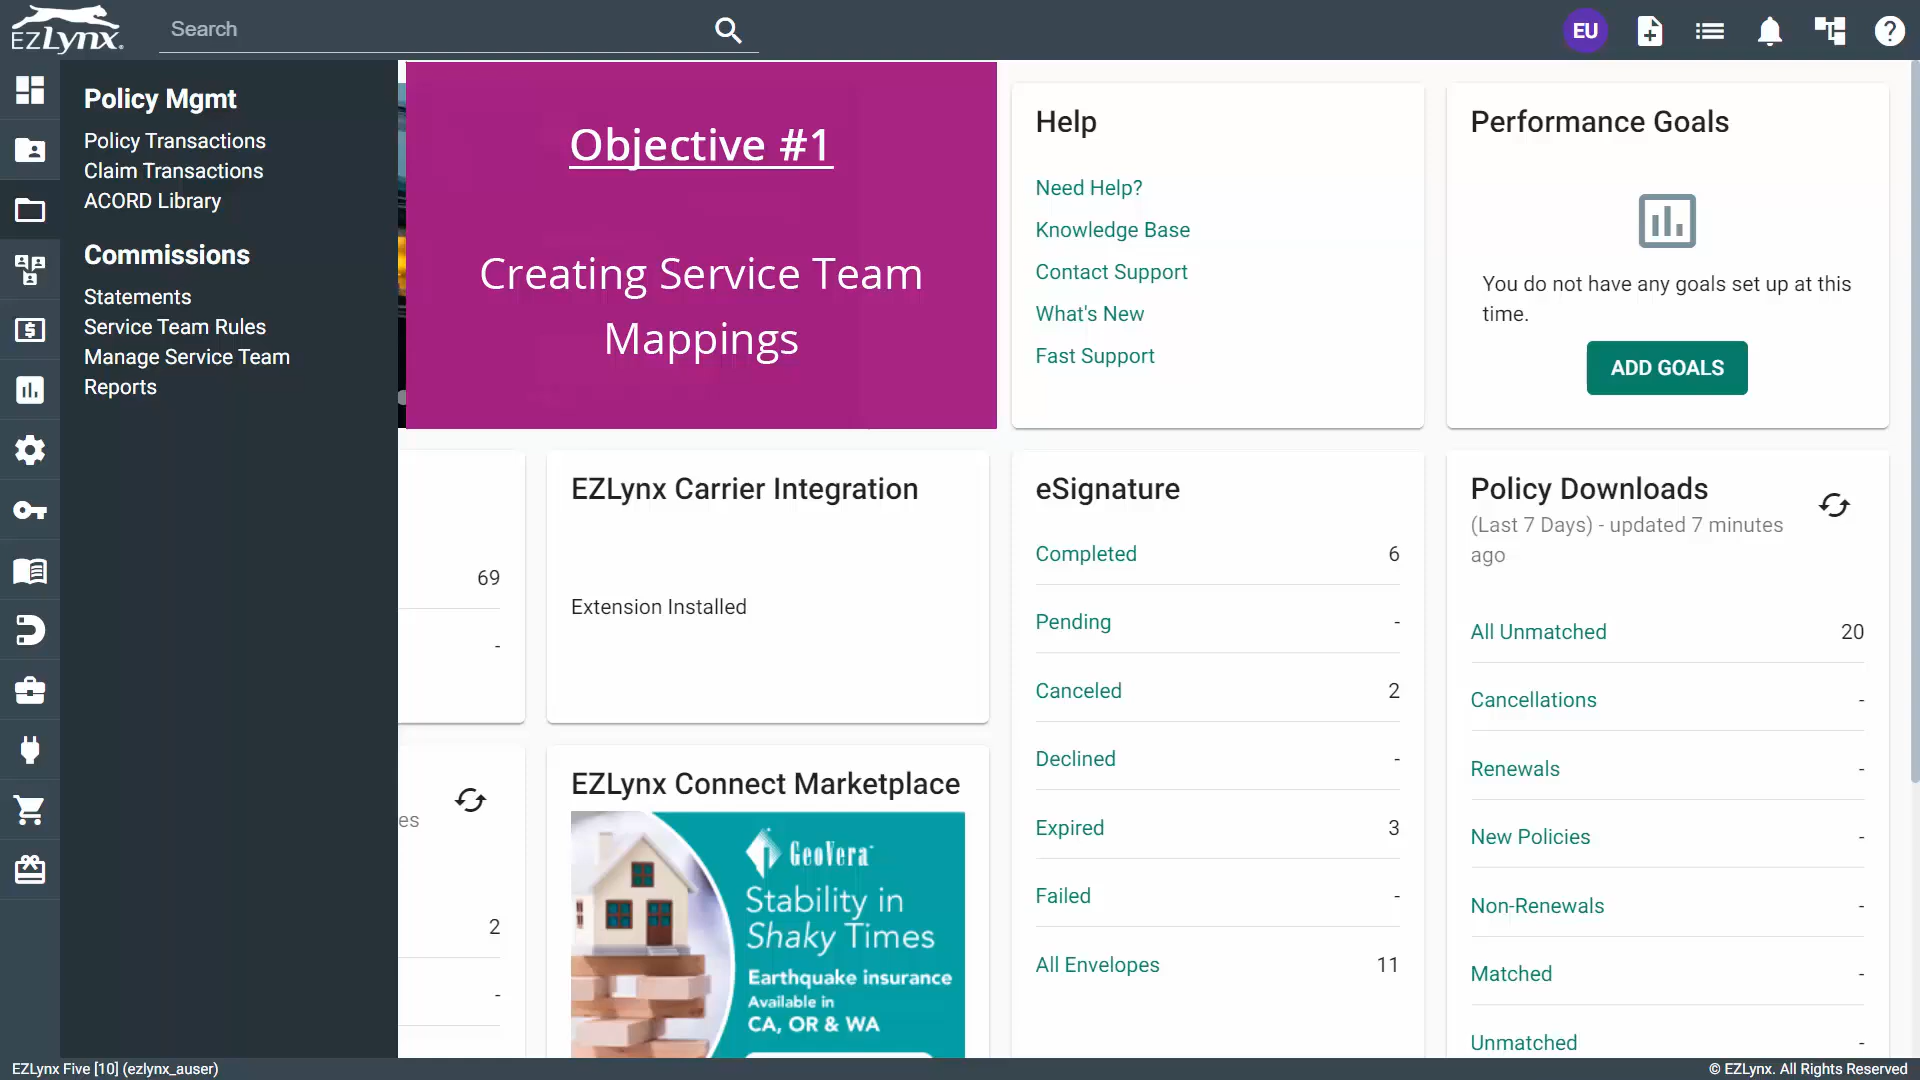 EZLynx.
Search
EU
Policy Mgmt
Policy Transactions
Claim Transactions
ACORD Library
Commissions
Statements
Service Team Rules
Manage Service Team
Reports
Objective #1
Creating Service Team
Mappings
Help
Need Help?
Knowledge Base
Contact Support
What's New
Fast Support
Performance Goals
You do not have any goals set up at this
time.
ADD GOALS
69
-
EZLynx Carrier Integration
Extension Installed
eSignature
Completed 6
Pending -
Canceled 2
Declined -
Expired 3
Failed -
All Envelopes 11
Policy Downloads
(Last 7 Days) - updated 7 minutes
ago
All Unmatched 20
Cancellations -
Renewals -
New Policies -
Non-Renewals -
Matched -
Unmatched -
es
2
-
EZLynx Connect Marketplace
GeoVera
Stability in
Shaky Times
Earthquake insurance
Available in
CA, OR & WA
EZLynx Five [10] (ezlynx_auser)
© EZLynx. All Rights Reserved